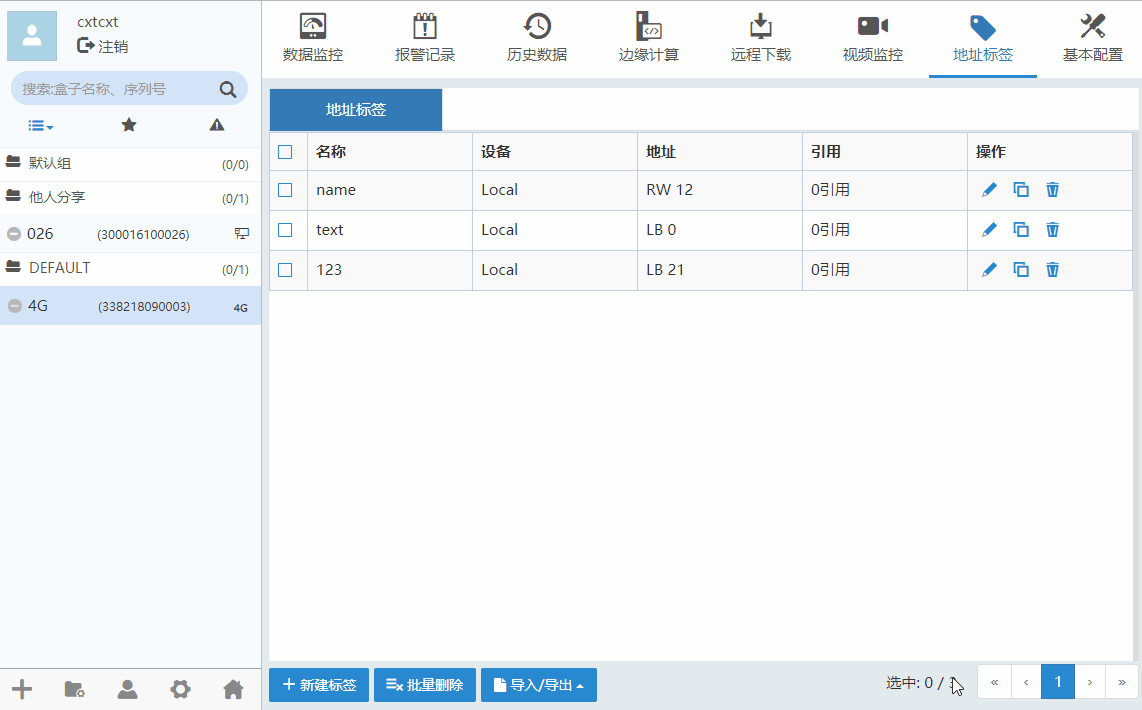 cxtcxt
注销
搜索:盒子名称、序列号
默认组 (0/0)
他人分享 (0/1)
026 (300016100026)
DEFAULT (0/1)
4G (338218090003) 4G
数据监控 报警记录 历史数据 边缘计算 远程下载 视频监控 地址标签 基本配置
地址标签
名称 设备 地址 引用 操作
name Local RW 12 0引用
text Local LB 0 0引用
123 Local LB 21 0引用
新建标签 批量删除 导入/导出 选中: 0 / « ‹ 1 › »